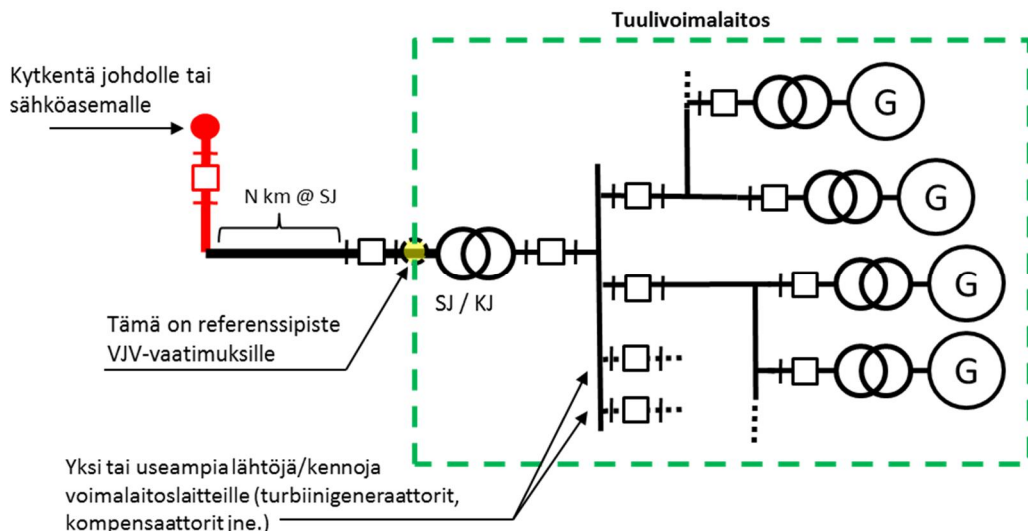 Tuulivoimalaitos
Kytkentä johdolle tai
sähköasemalle
N km @ SJ
SJ / KJ
Tämä on referenssipiste
VJV-vaatimuksille
G
G
G
G
Yksi tai useampia lähtöjä/kennoja
voimalaitoslaitteille (turbiinigeneraattorit,
kompensaattorit jne.)